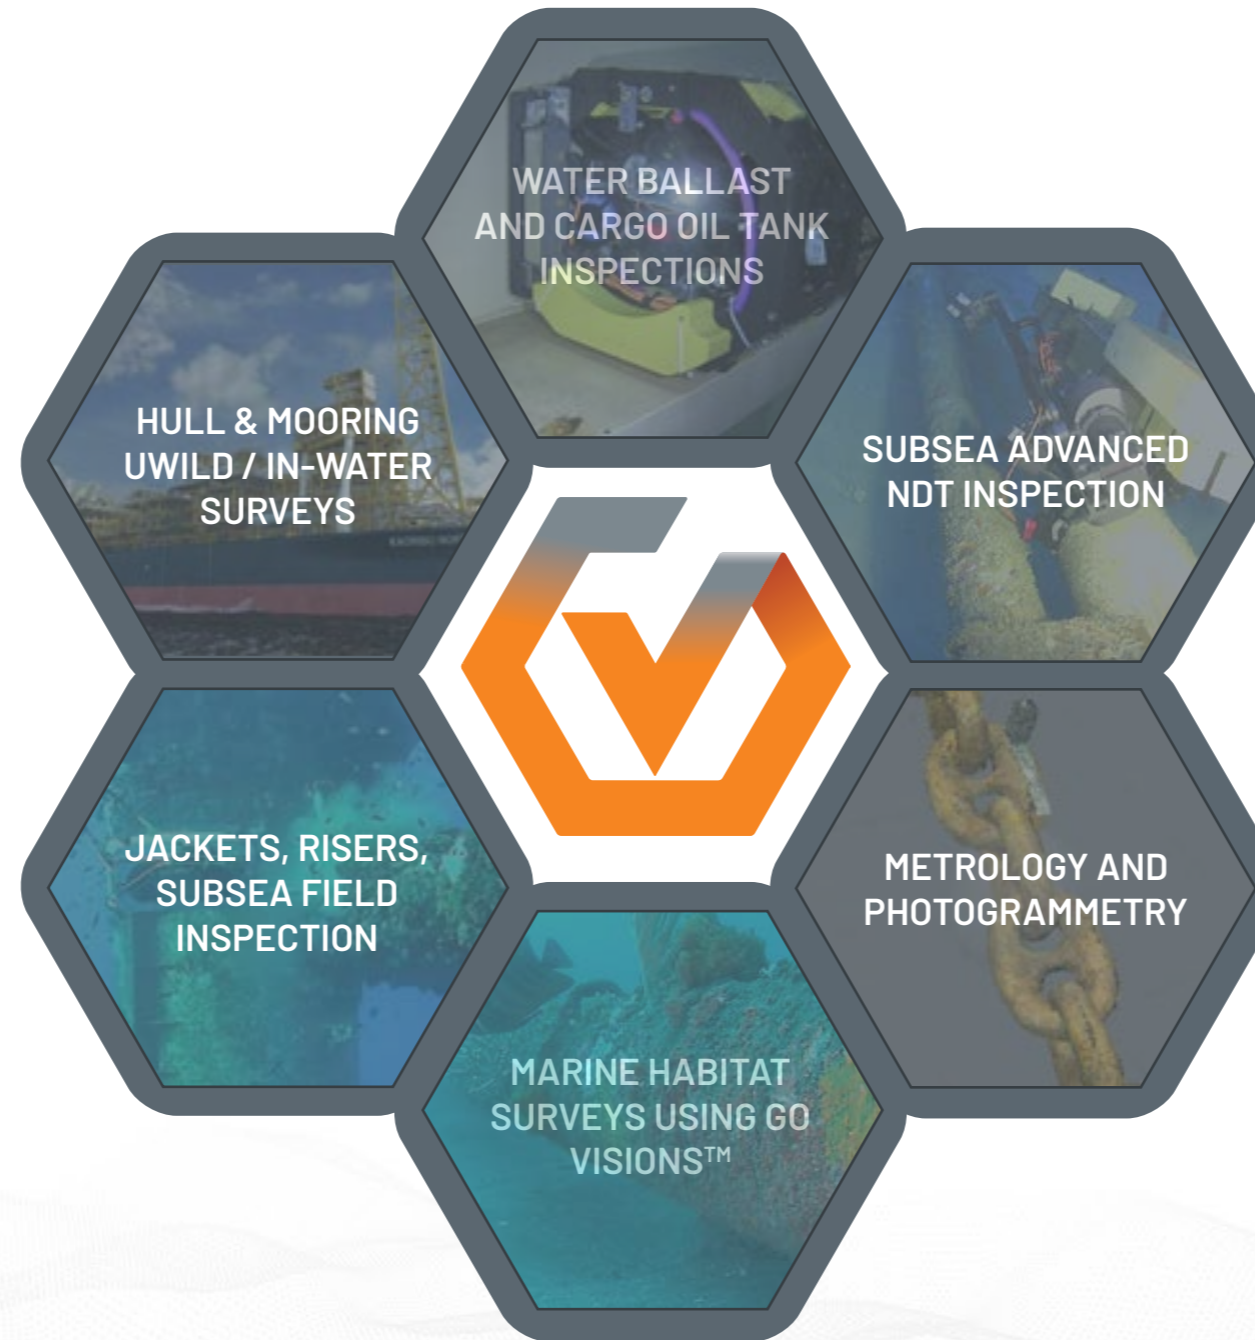 WATER BALLAST
AND CARGO OIL TANK
INSPECTIONS
HULL & MOORING
UWILD / IN-WATER
SURVEYS
SUBSEA ADVANCED
NDT INSPECTION
JACKETS, RISERS,
SUBSEA FIELD
INSPECTION
METROLOGY AND
PHOTOGRAMMETRY
MARINE HABITAT
SURVEYS USING GO
VISIONS™